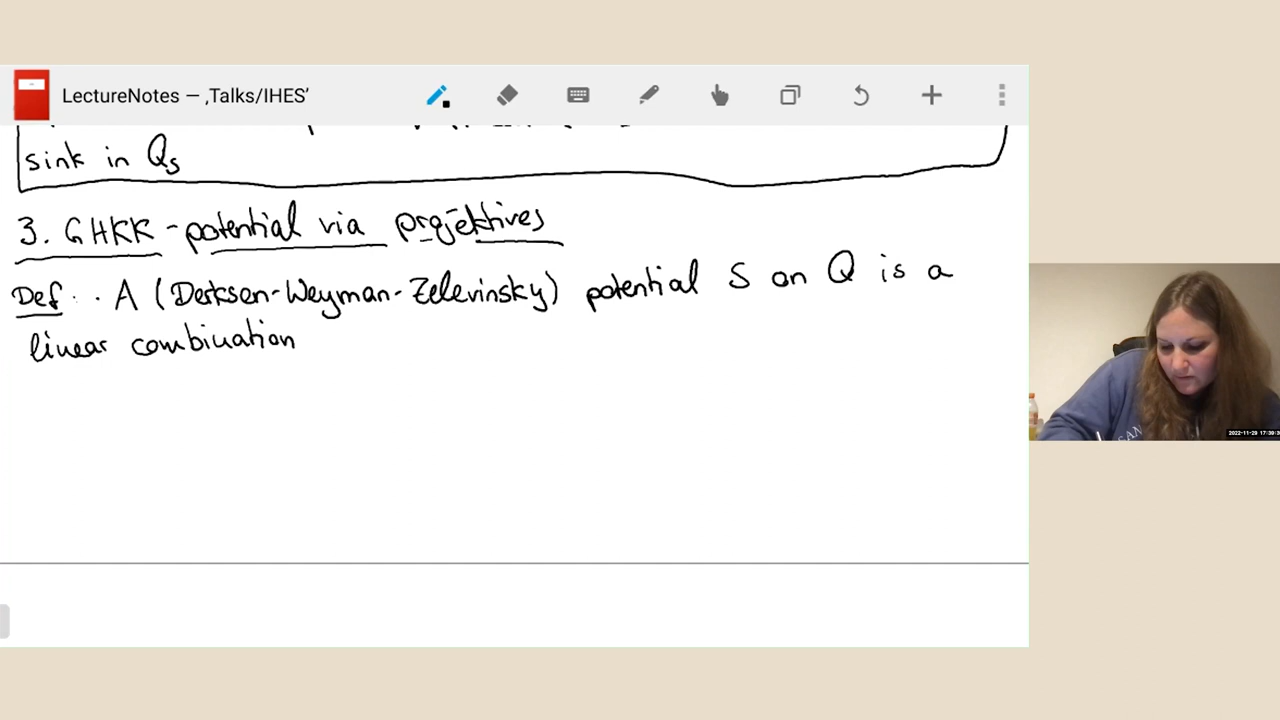 LectureNotes — ‚Talks/IHES’
sink in Qs
3. GHKK - potential via projektives
Def. . A (Derksen-Weyman-Zelevinsky) potential S on Q is a
linear combination